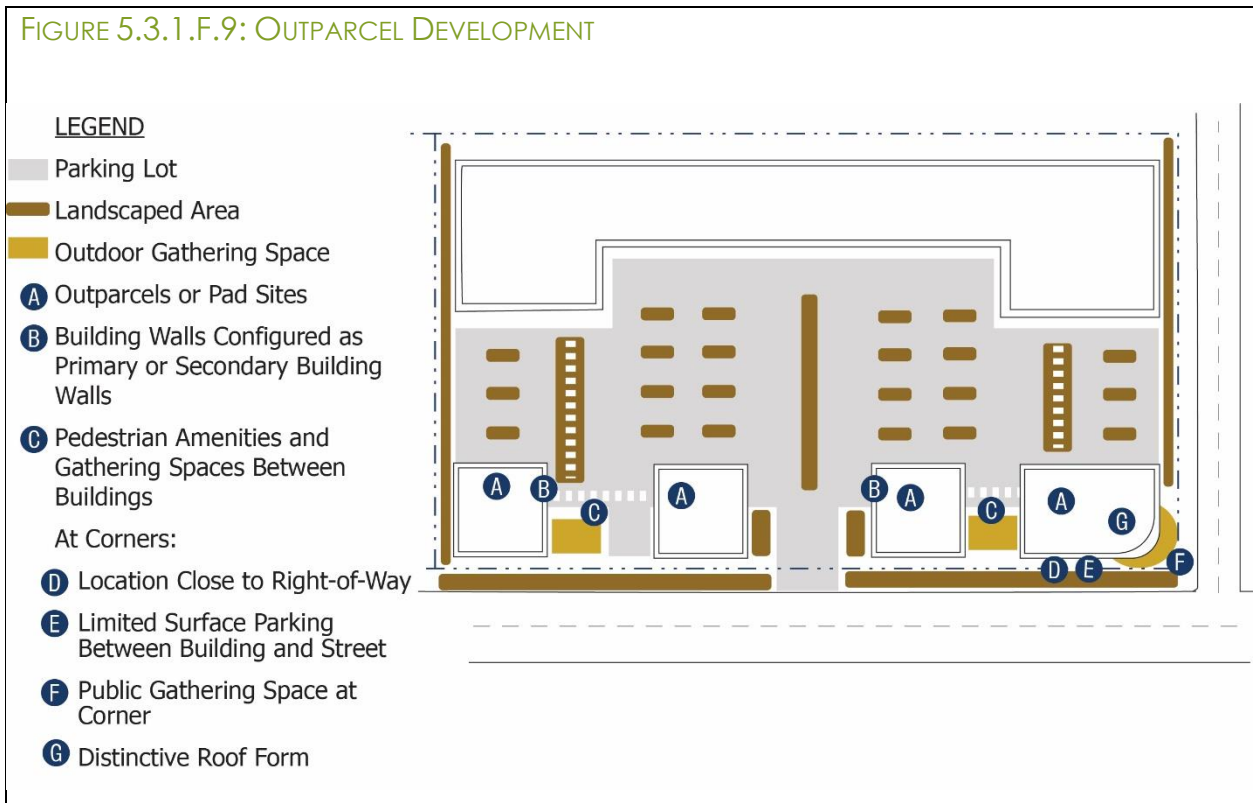 FIGURE 5.3.1.F.9: OUTPARCEL DEVELOPMENT
LEGEND
Parking Lot
Landscaped Area
Outdoor Gathering Space
A Outparcels or Pad Sites
B Building Walls Configured as
Primary or Secondary Building
Walls
C Pedestrian Amenities and
Gathering Spaces Between
Buildings
At Corners:
D Location Close to Right-of-Way
E Limited Surface Parking
Between Building and Street
F Public Gathering Space at
Corner
G Distinctive Roof Form
A B A B A A
C C G
D E F